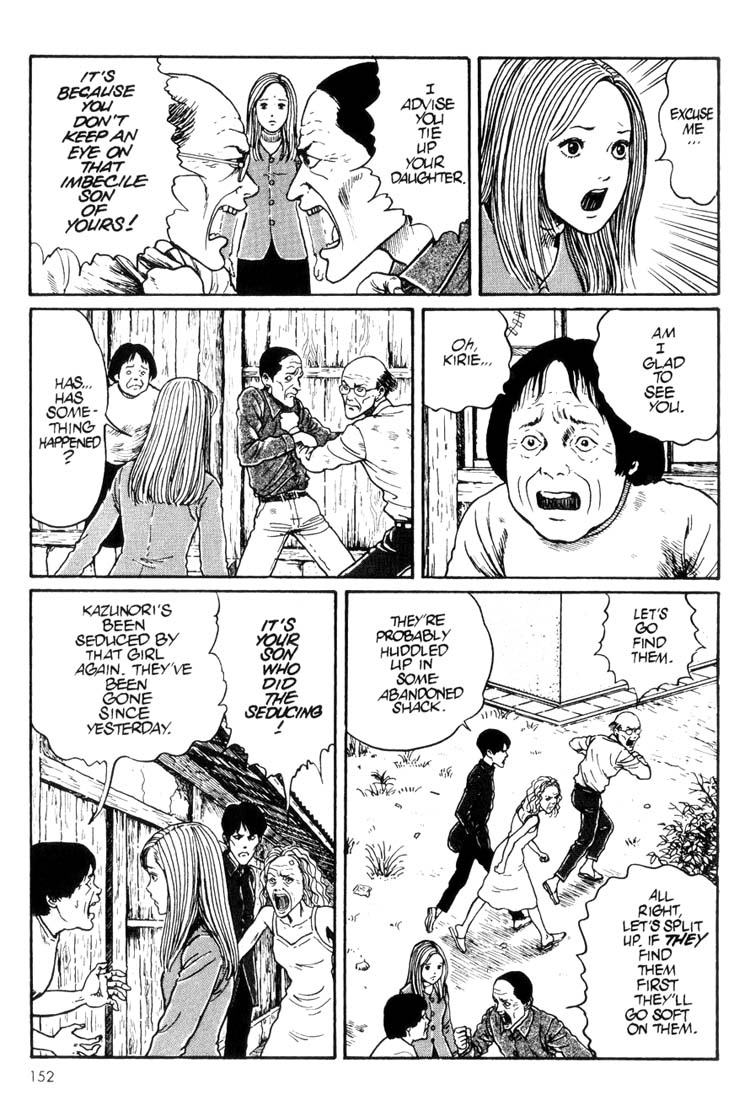 IT'S
BECAUSE
YOU
DON'T
KEEP AN
EYE ON
THAT
IMBECILE
SON
OF
YOURS!
I
ADVISE
YOU
TIE
UP
YOUR
DAUGHTER.
EXCUSE
ME
...
HAS...
HAS
SOME-
THING
HAPPENED
?
OH,
KIRIE...
AM
I
GLAD
TO
SEE
YOU.
KAZUNORI'S
BEEN
SEDUCED BY
THAT GIRL
AGAIN. THEY'VE
BEEN
GONE
SINCE
YESTERDAY.
IT'S
YOUR
SON
WHO
DID
THE
SEDUCING
!
THEY'RE
PROBABLY
HUDDLED
UP IN
SOME
ABANDONED
SHACK.
LET'S
GO
FIND
THEM.
ALL
RIGHT,
LET'S SPLIT
UP. IF THEY
FIND
THEM
FIRST
THEY'LL
GO SOFT
ON THEM.
152